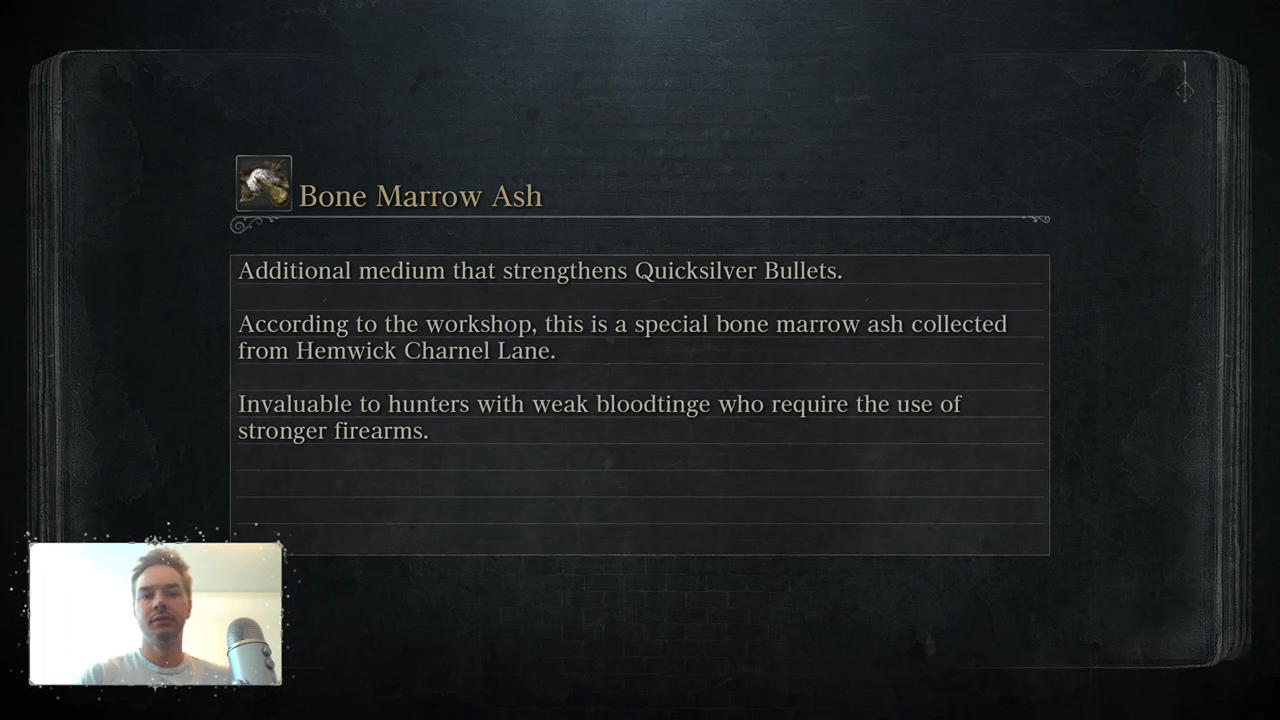 Bone Marrow Ash
Additional medium that strengthens Quicksilver Bullets.
According to the workshop, this is a special bone marrow ash collected
from Hemwick Charnel Lane.
Invaluable to hunters with weak bloodtinge who require the use of
stronger firearms.